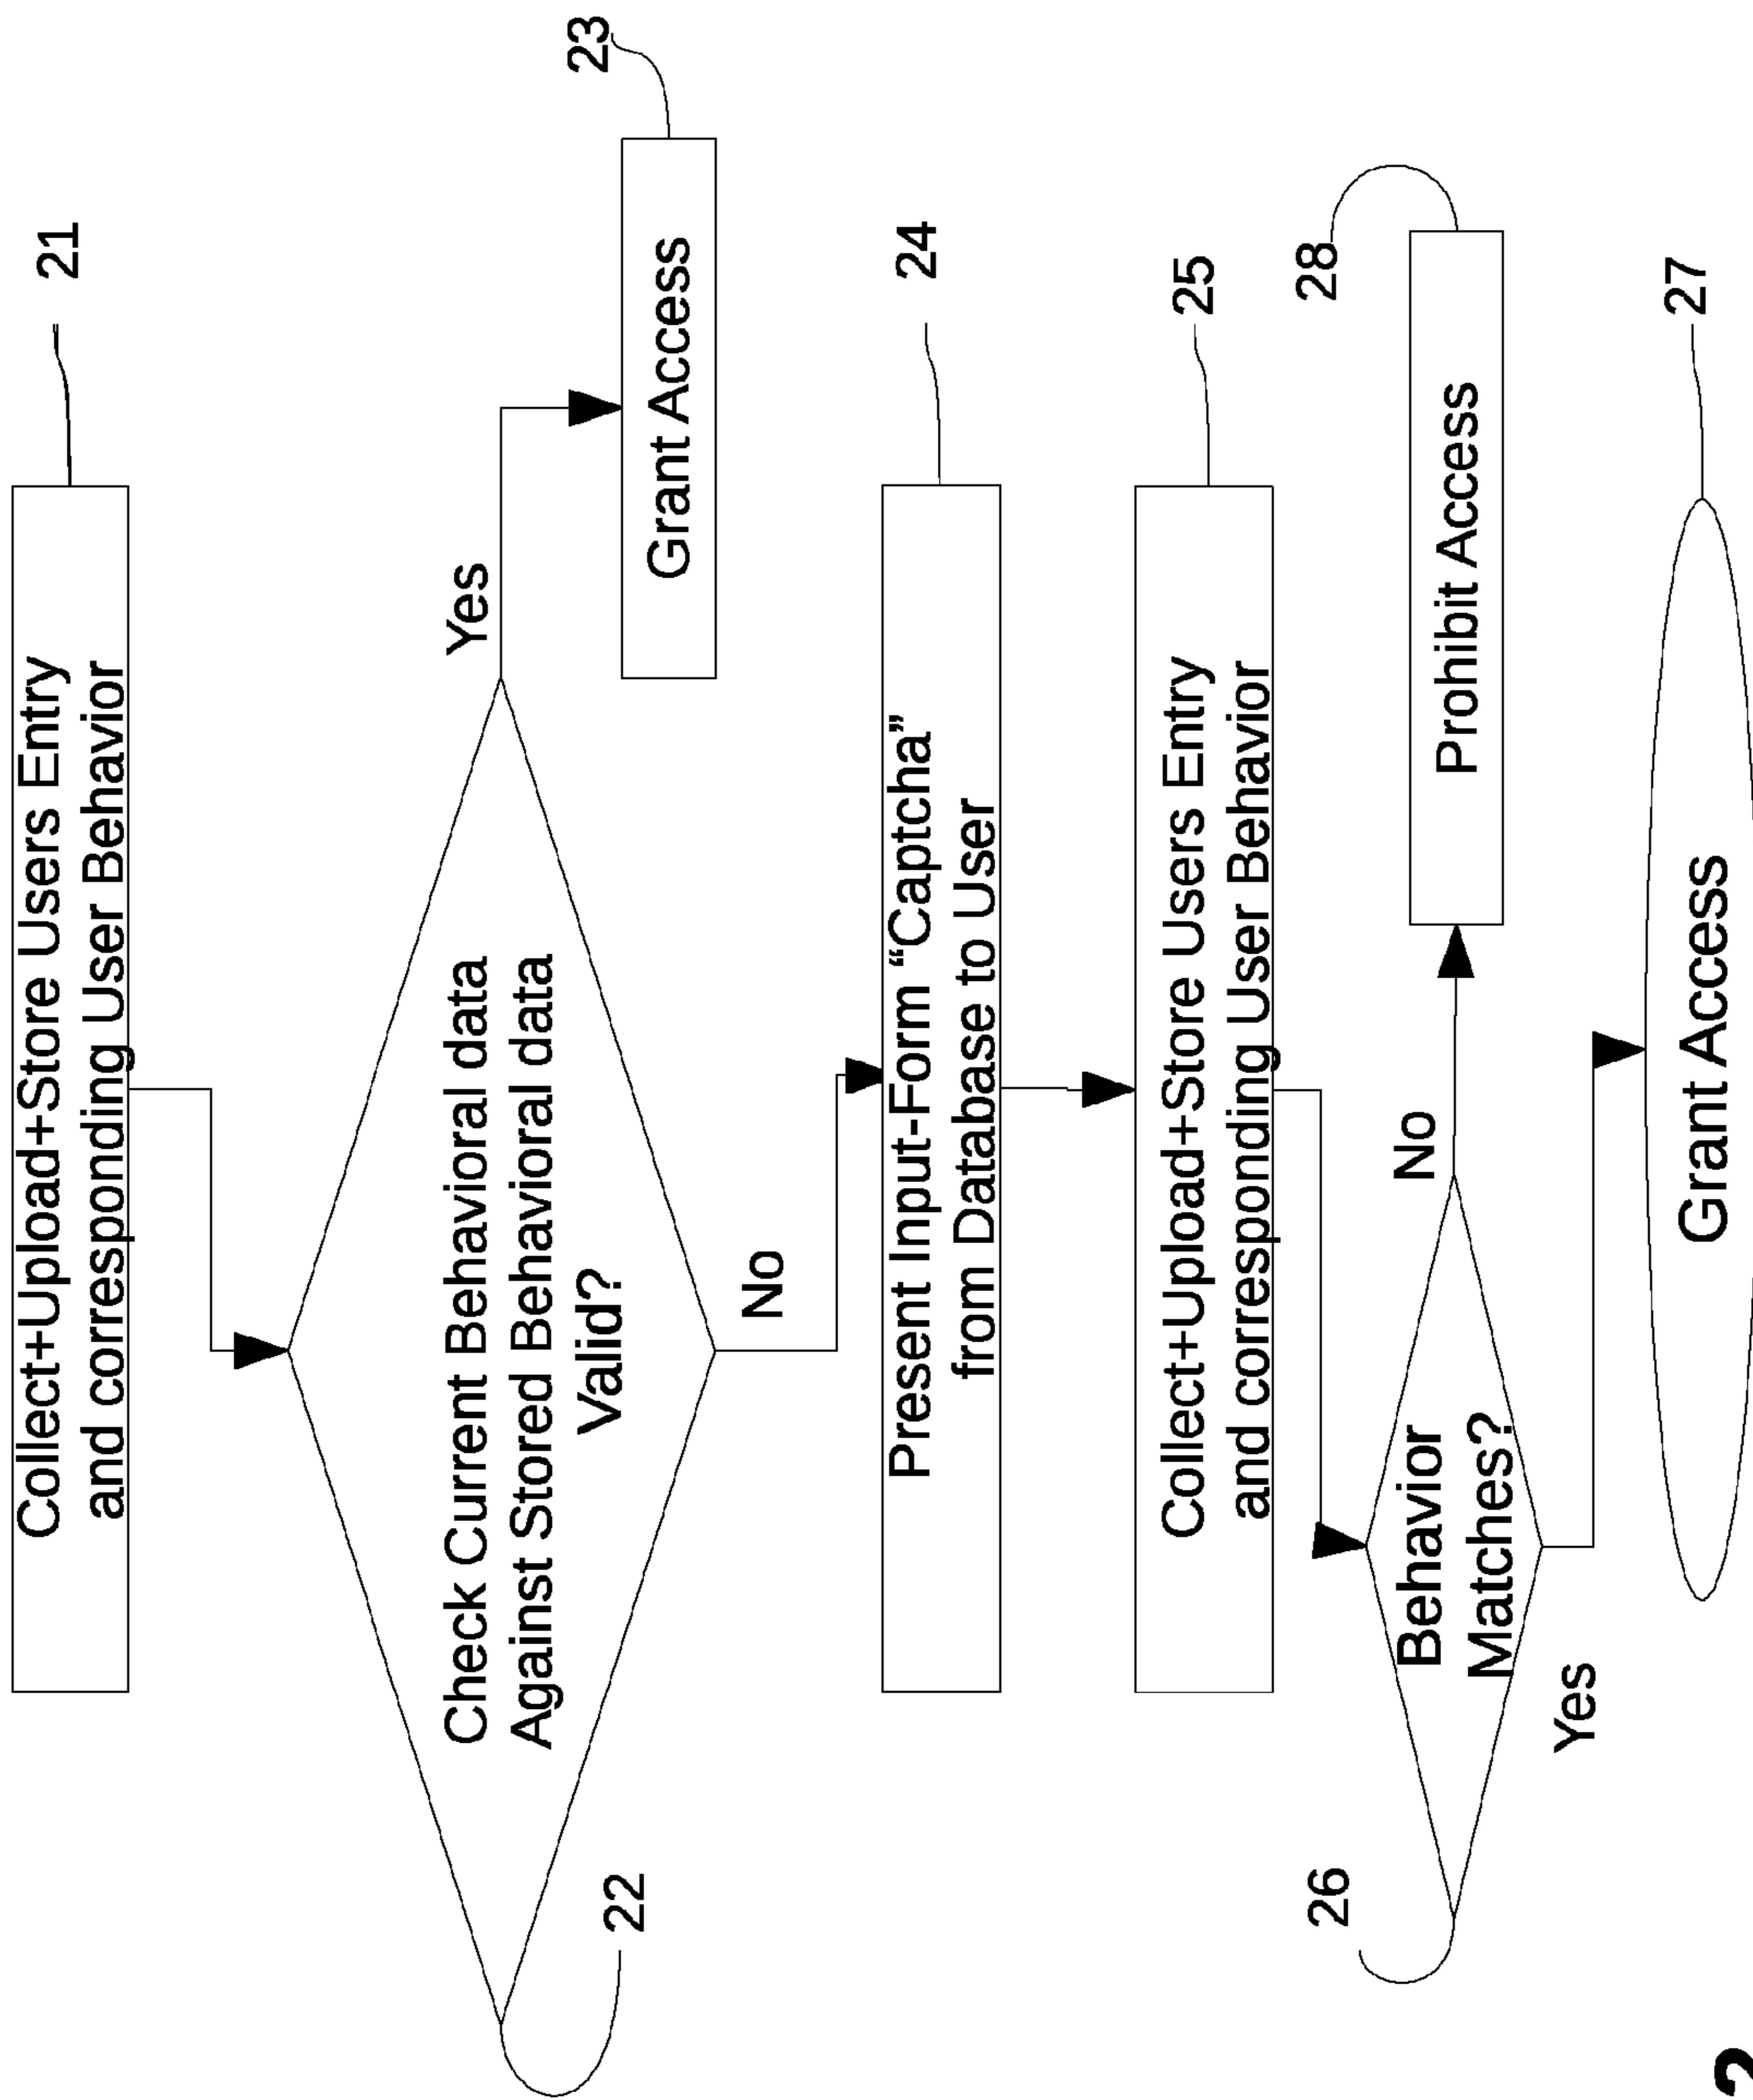 21
Collect+Upload+Store Users Entry
and corresponding User Behavior
Check Current Behavioral data
Against Stored Behavioral data
Valid?
22
Yes
23
Grant Access
No
24
Present Input-Form “Captcha”
from Database to User
25
Collect+Upload+Store Users Entry
and corresponding User Behavior
26
Behavior
Matches?
No
28
Prohibit Access
Yes
27
Grant Access
2